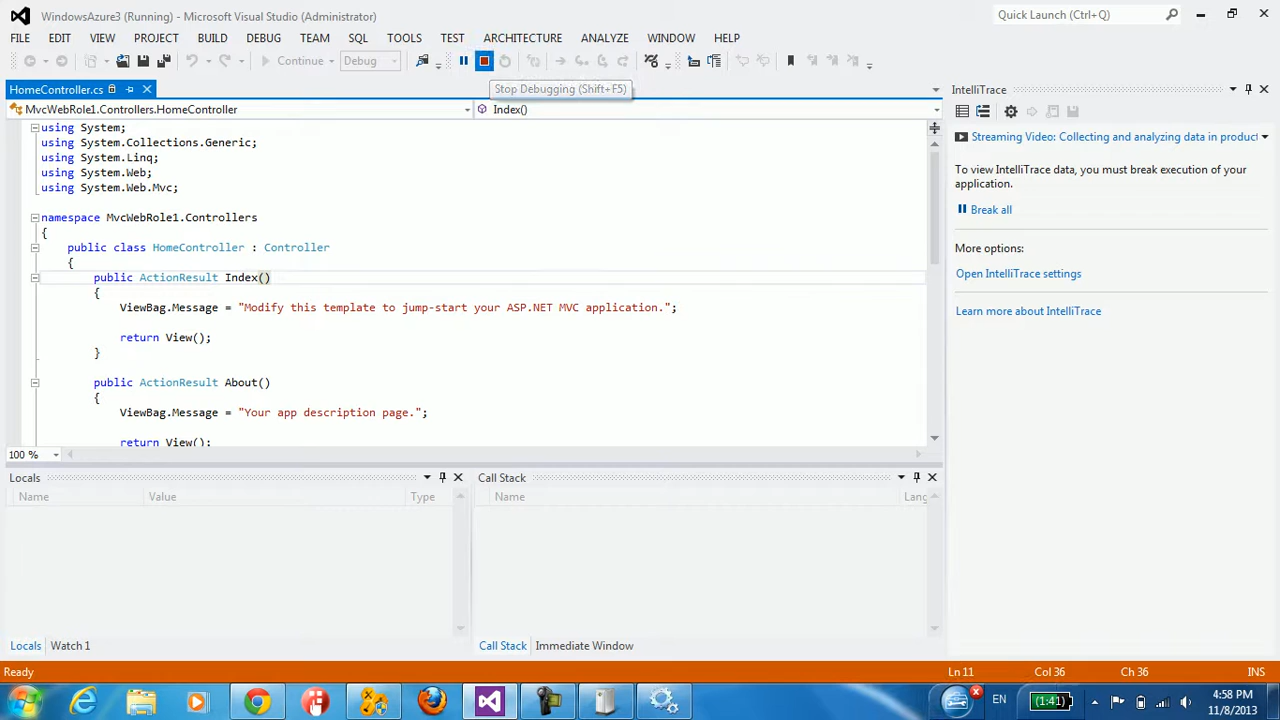 WindowsAzure3 (Running) - Microsoft Visual Studio (Administrator)
Quick Launch (Ctrl+Q)
FILE EDIT VIEW PROJECT BUILD DEBUG TEAM SQL TOOLS TEST ARCHITECTURE ANALYZE WINDOW HELP
Continue Debug
HomeController.cs
Stop Debugging (Shift+F5)
IntelliTrace
MvcWebRole1.Controllers.HomeController
Index()
using System;
using System.Collections.Generic;
using System.Linq;
using System.Web;
using System.Web.Mvc;
namespace MvcWebRole1.Controllers
{
public class HomeController : Controller
{
public ActionResult Index()
{
ViewBag.Message = "Modify this template to jump-start your ASP.NET MVC application.";
return View();
}
public ActionResult About()
{
ViewBag.Message = "Your app description page.";
return View();
100 %
Streaming Video: Collecting and analyzing data in product
To view IntelliTrace data, you must break execution of your
application.
Break all
More options:
Open IntelliTrace settings
Learn more about IntelliTrace
Locals
Name Value Type
Call Stack
Name Lang
Locals Watch 1
Call Stack Immediate Window
Ready
Ln 11 Col 36 Ch 36 INS
EN
(1:41)
4:58 PM
11/8/2013